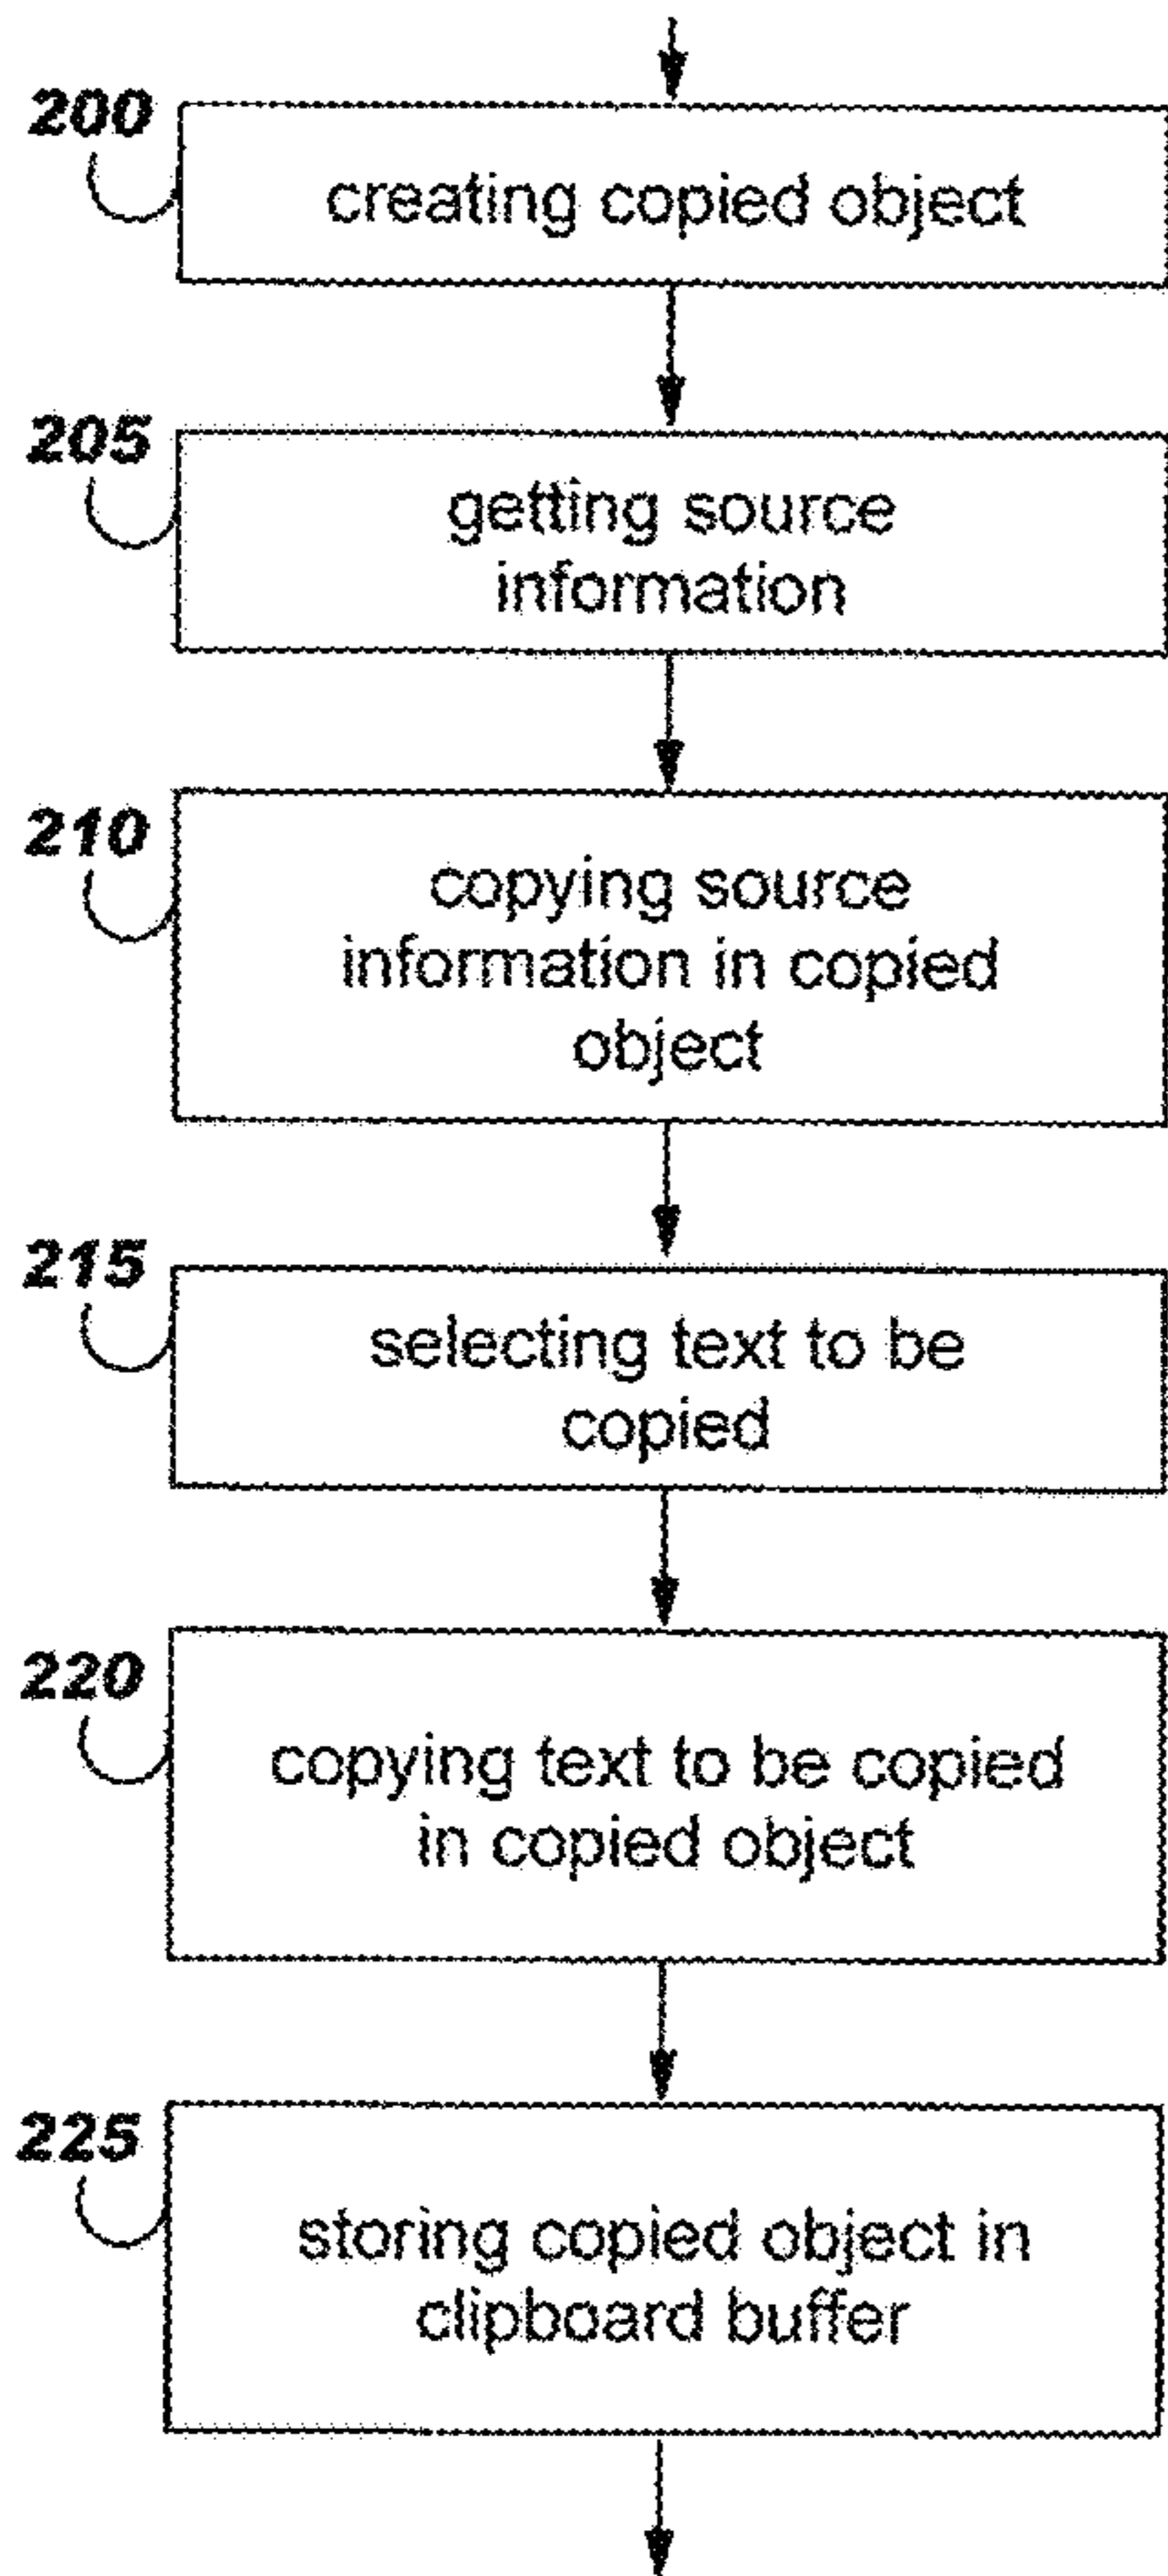 200
creating copied object
205
getting source
information
210
copying source
information in copied
object
215
selecting text to be
copied
220
copying text to be copied
in copied object
225
storing copied object in
clipboard buffer